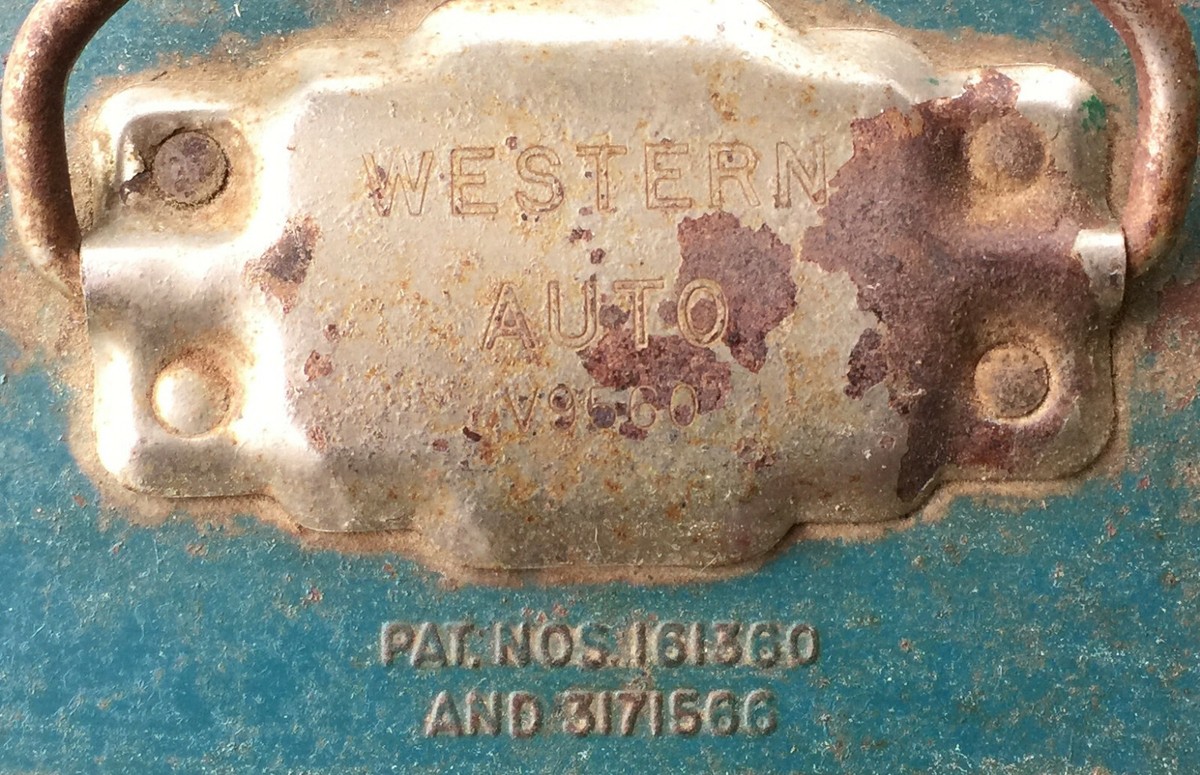 WESTERN
AUTO
V9560
PAT. NOS. 161360
AND 3171566